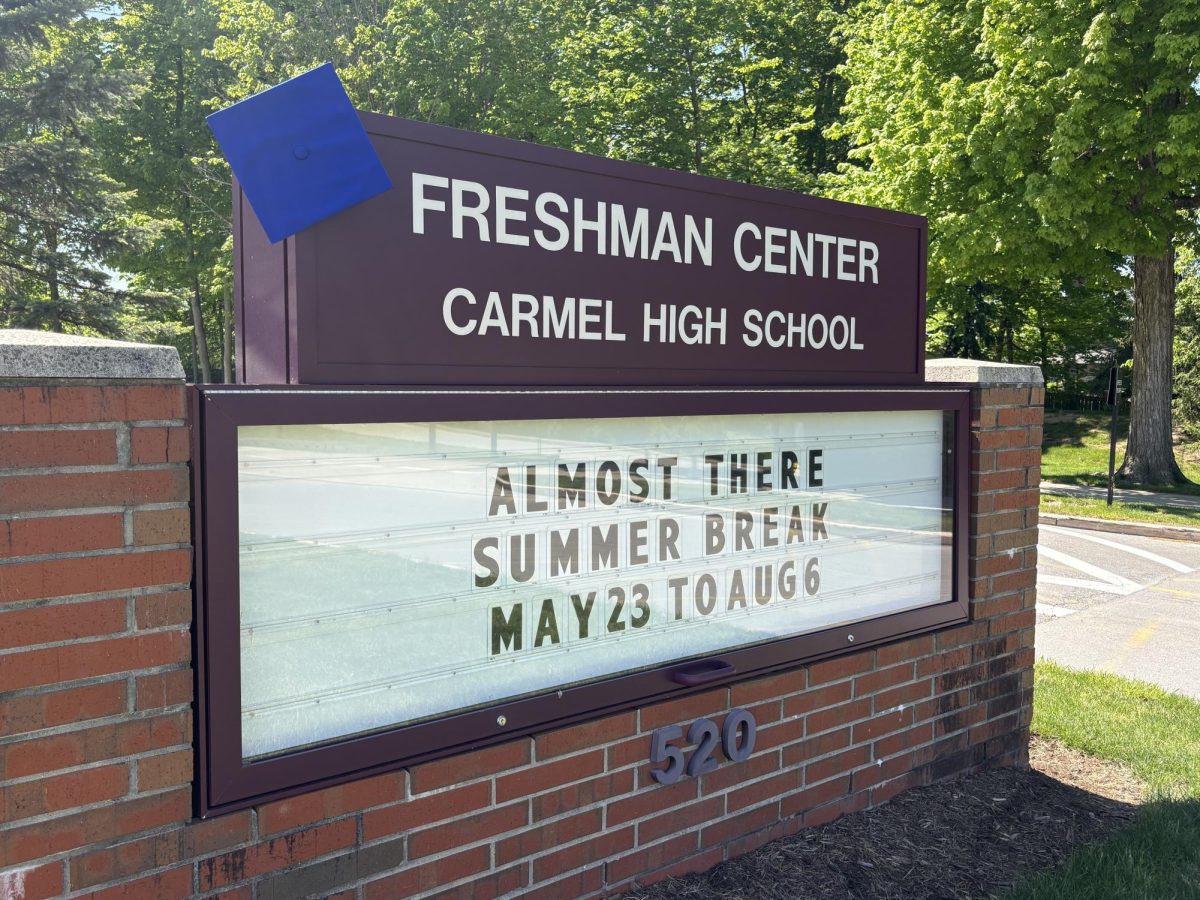 FRESHMAN CENTER
CARMEL HIGH SCHOOL
ALMOST THERE
SUMMER BREAK
MAY 23 TO AUG 6
520